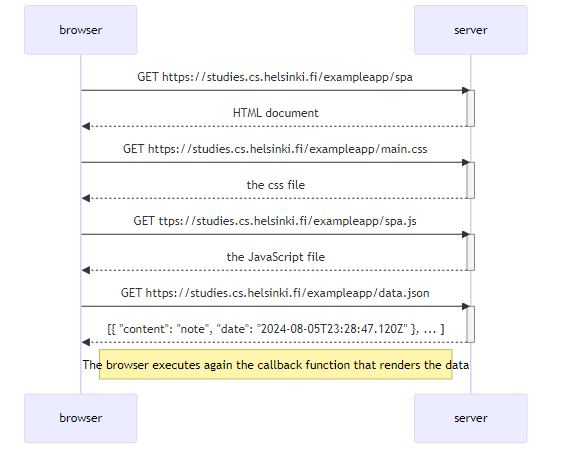 browser server
GET https://studies.cs.helsinki.fi/exampleapp/spa
HTML document
GET https://studies.cs.helsinki.fi/exampleapp/main.css
the css file
GET ttps://studies.cs.helsinki.fi/exampleapp/spa.js
the JavaScript file
GET https://studies.cs.helsinki.fi/exampleapp/data.json
[{ "content": "note", "date": "2024-08-05T23:28:47.120Z" }, ... ]
The browser executes again the callback function that renders the data
browser server